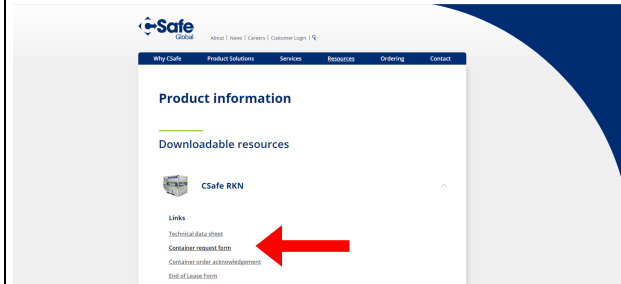 CSafe
Global
About | News | Careers | Customer Login |
Why CSafe Product Solutions Services Resources Ordering Contact
Product information
Downloadable resources
CSafe RKN
Links
Technical data sheet
Container request form
Container order acknowledgement
End of Lease Form